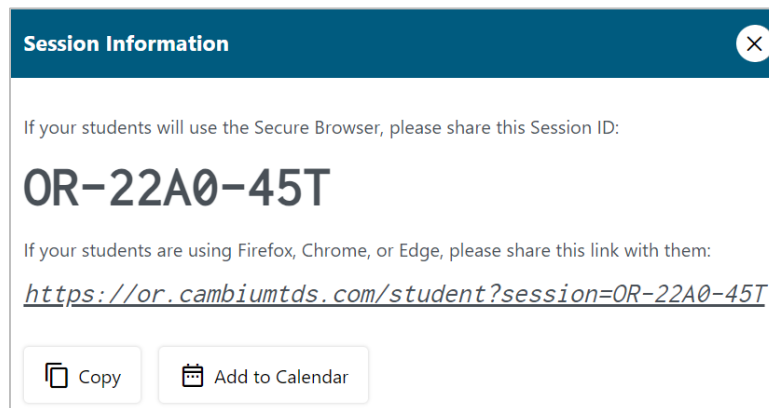 Session Information
If your students will use the Secure Browser, please share this Session ID:
OR-22A0-45T
If your students are using Firefox, Chrome, or Edge, please share this link with them:
https://or.cambiumtds.com/student?session=OR-22A0-45T
Copy Add to Calendar